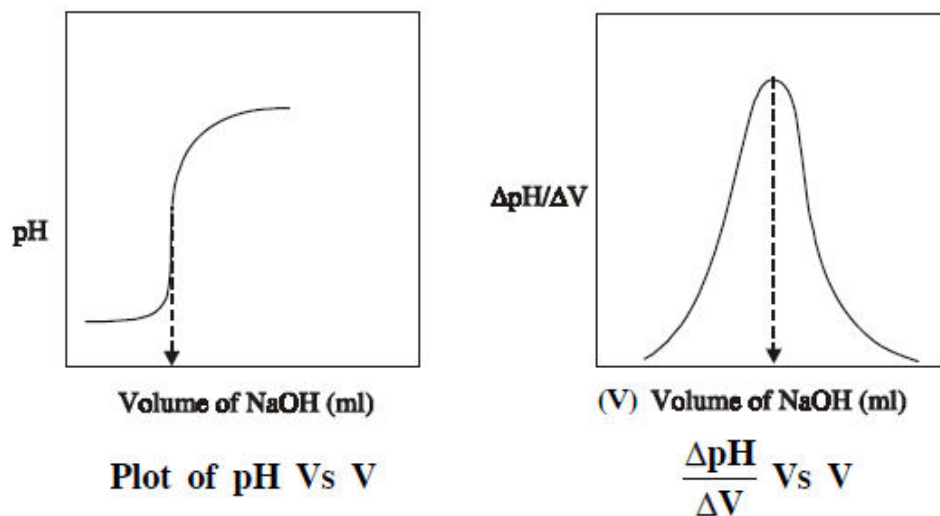 pH
Volume of NaOH (ml)
Plot of pH Vs V
ΔpH/ΔV
(V) Volume of NaOH (ml)
ΔpH
ΔV
Vs V